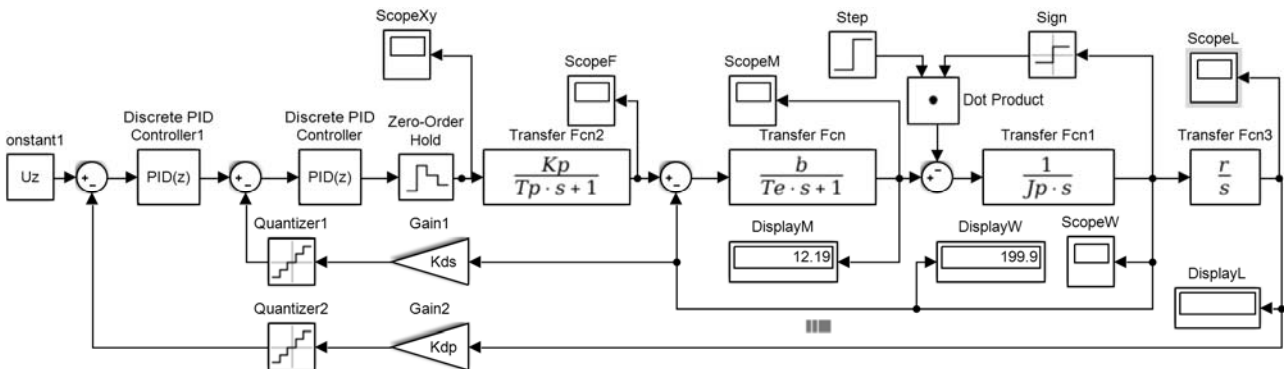 ScopeXy
Step
Sign
ScopeL
ScopeF
ScopeM
Dot Product
onstant1
Discrete PID
Controller1
Discrete PID
Controller
Zero-Order
Hold
Transfer Fcn2
Transfer Fcn
Transfer Fcn1
Transfer Fcn3
Uz
+
-
PID(z)
+
-
PID(z)
Kp
Tp · s + 1
+
-
b
Te · s + 1
+
-
1
Jp · s
r
s
Quantizer1
Gain1
Kds
DisplayM
12.19
DisplayW
199.9
ScopeW
DisplayL
Quantizer2
Gain2
Kdp